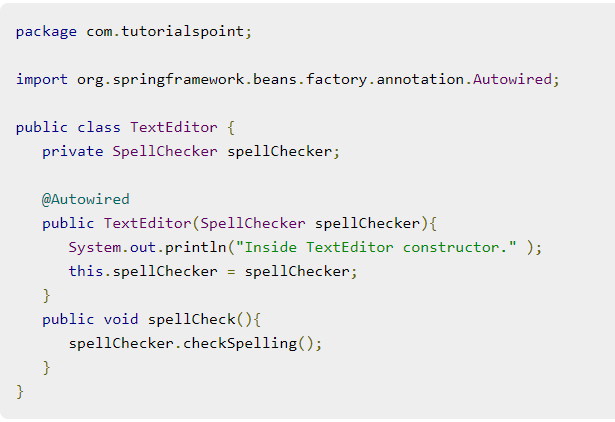 package com.tutorialspoint;
import org.springframework.beans.factory.annotation.Autowired;
public class TextEditor {
private SpellChecker spellChecker;
@Autowired
public TextEditor(SpellChecker spellChecker){
System.out.println("Inside TextEditor constructor." );
this.spellChecker = spellChecker;
}
public void spellCheck(){
spellChecker.checkSpelling();
}
}